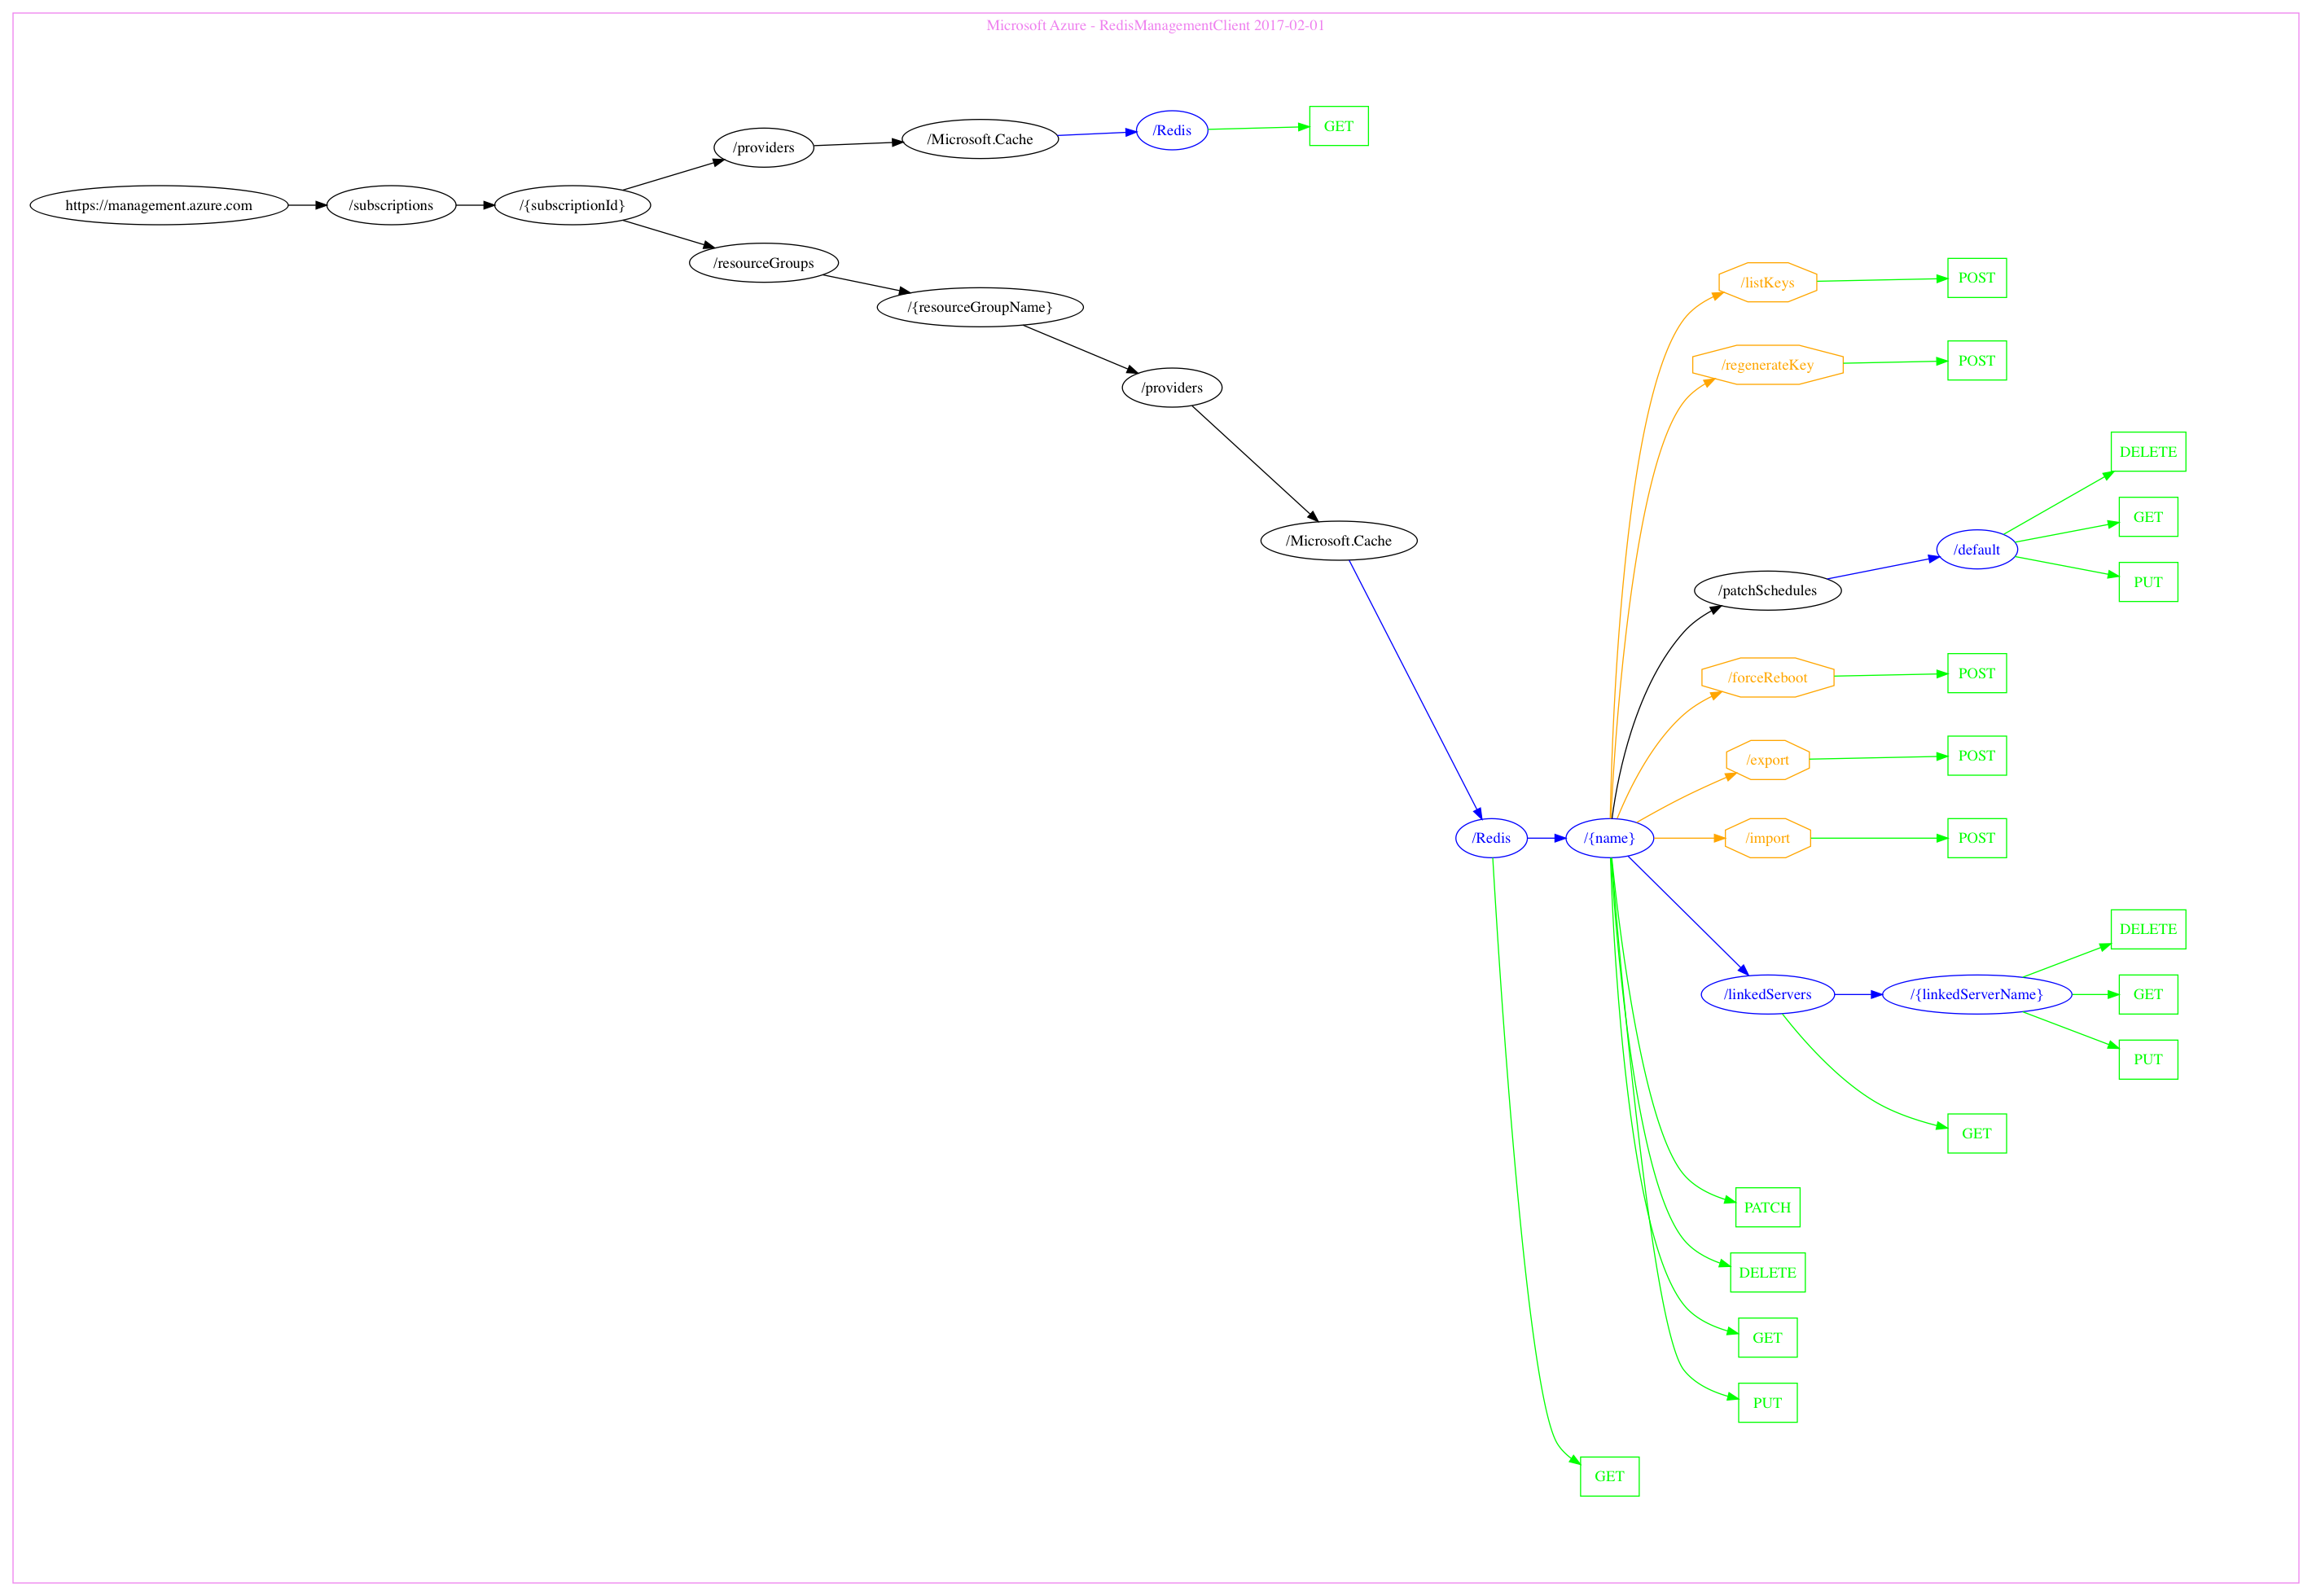 Microsoft Azure - RedisManagementClient 2017-02-01
https://management.azure.com
/subscriptions
/{subscriptionId}
/providers
/Microsoft.Cache
/Redis
GET
/resourceGroups
/{resourceGroupName}
/providers
/Microsoft.Cache
/Redis
/{name}
/listKeys
POST
/regenerateKey
POST
/patchSchedules
/default
DELETE
GET
PUT
/forceReboot
POST
/export
POST
/import
POST
/linkedServers
/{linkedServerName}
DELETE
GET
PUT
GET
PATCH
DELETE
GET
PUT
GET